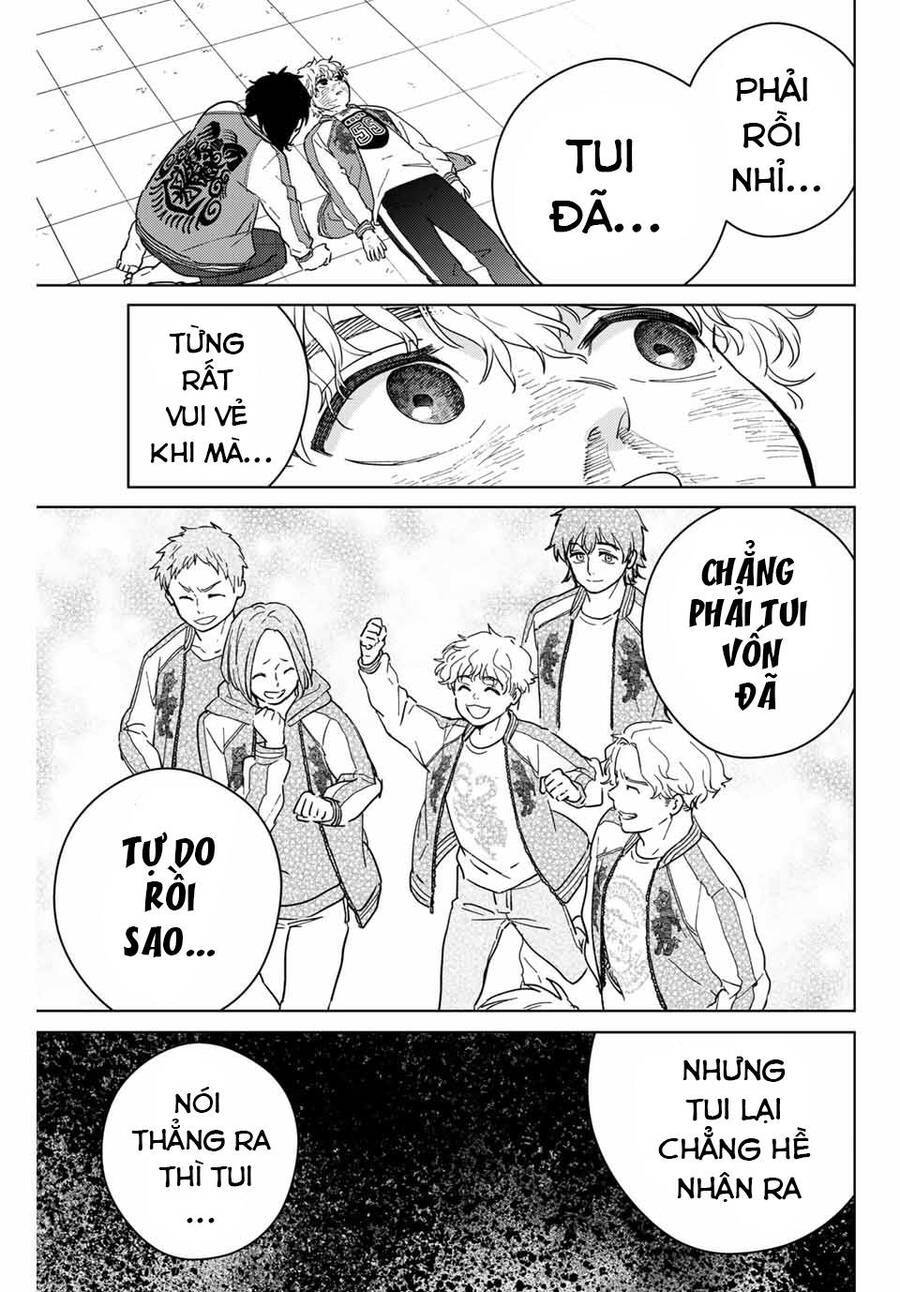 PHẢI
RỒI
NHỈ...
TUI
ĐÃ...
55
TỪNG
RẤT
VUI VẺ
KHI MÀ...
CHẲNG
PHẢI TUI
VỐN
ĐÃ
TỰ DO
RỒI
SAO...
NHƯNG
TUI LẠI
CHẲNG HỀ
NHẬN RA
NÓI
THẲNG RA
THÌ TUI
...